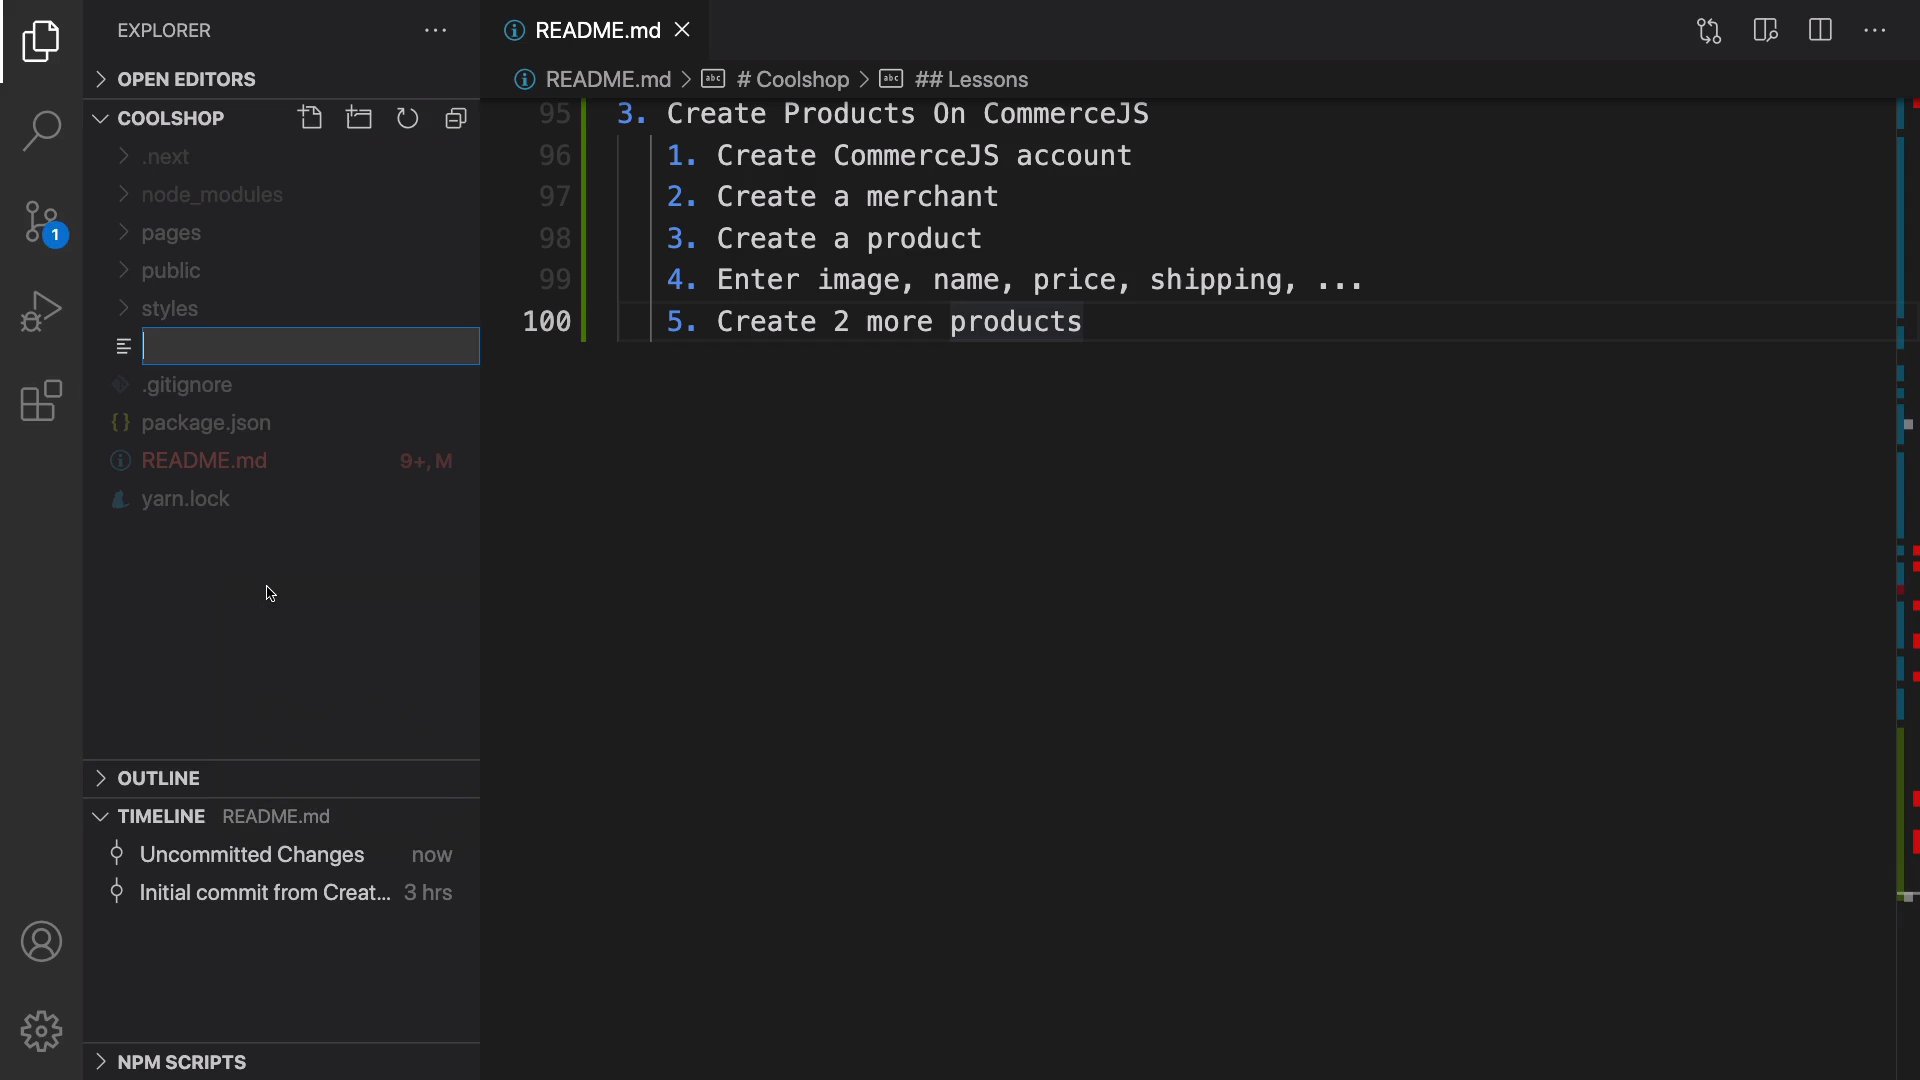 EXPLORER
README.md
OPEN EDITORS
README.md > # Coolshop > ## Lessons
COOLSHOP
.next
node_modules
pages
public
styles
.gitignore
package.json
README.md 9+, M
yarn.lock
95 3. Create Products On CommerceJS
96 1. Create CommerceJS account
97 2. Create a merchant
98 3. Create a product
99 4. Enter image, name, price, shipping, ...
100 5. Create 2 more products
1
OUTLINE
TIMELINE README.md
Uncommitted Changes now
Initial commit from Creat... 3 hrs
NPM SCRIPTS